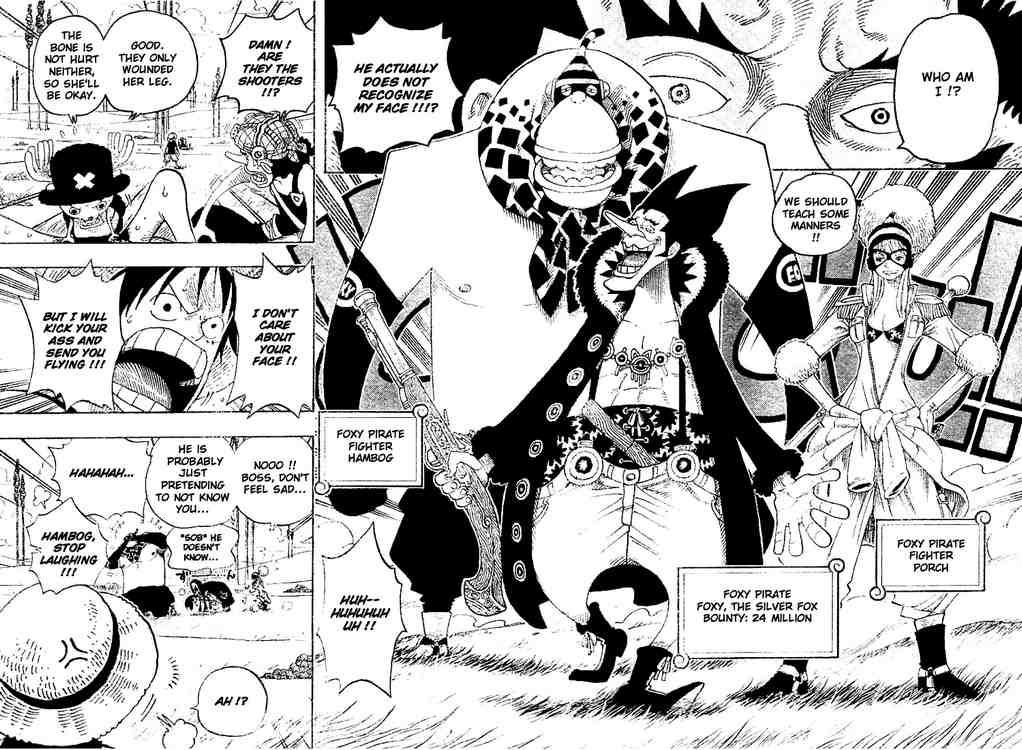 WHO AM
I !?
HE ACTUALLY
DOES NOT
RECOGNIZE
MY FACE !!!?
WE SHOULD
TEACH SOME
MANNERS
!!
FOXY PIRATE
FIGHTER
PORCH
FOXY PIRATE
FOXY, THE SILVER FOX
BOUNTY: 24 MILLION
FOXY PIRATE
FIGHTER
HAMBOG
HUH--
HUHUHUH
UH !!
DAMN !
ARE
THEY THE
SHOOTERS
!!?
GOOD.
THEY ONLY
WOUNDED
HER LEG.
THE
BONE IS
NOT HURT
NEITHER,
SO SHE'LL
BE OKAY.
I DON'T
CARE
ABOUT
YOUR
FACE !!
BUT I WILL
KICK YOUR
ASS AND
SEND YOU
FLYING !!!
NOOO !!
BOSS, DON'T
FEEL SAD...
HE IS
PROBABLY
JUST
PRETENDING
TO NOT KNOW
YOU...
*SOB* HE
DOESN'T
KNOW...
HAHAHAH...
HAMBOG,
STOP
LAUGHING
!!!
AH !?